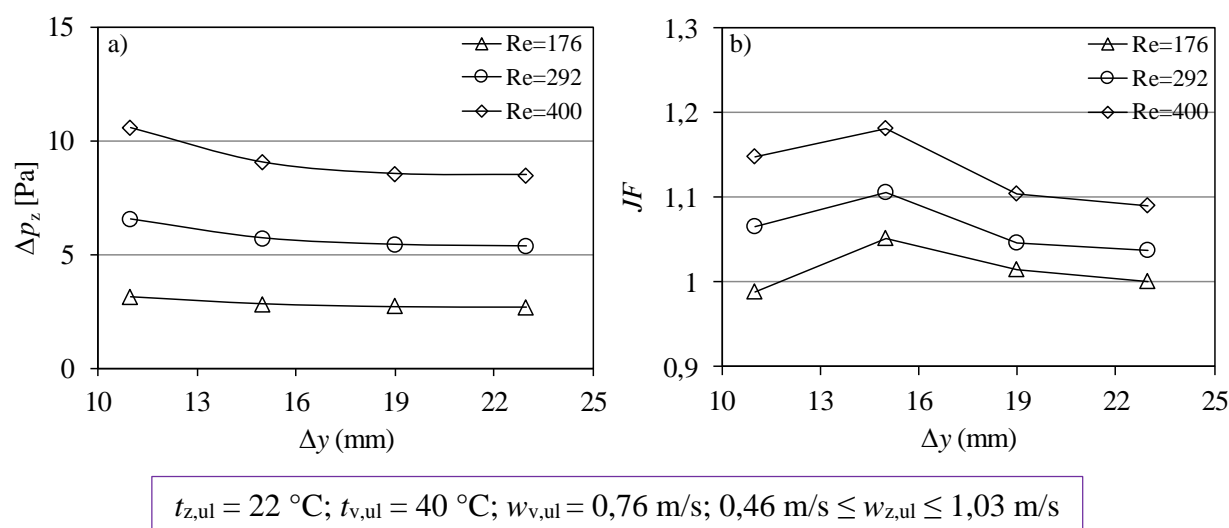 a)
Re=176
Re=292
Re=400
15
10
5
0
Δp_z [Pa]
10 13 16 19 22 25
Δy (mm)
b)
Re=176
Re=292
Re=400
1,3
1,2
1,1
1
0,9
JF
10 13 16 19 22 25
Δy (mm)
t_z,ul = 22 °C; t_v,ul = 40 °C; w_v,ul = 0,76 m/s; 0,46 m/s ≤ w_z,ul ≤ 1,03 m/s